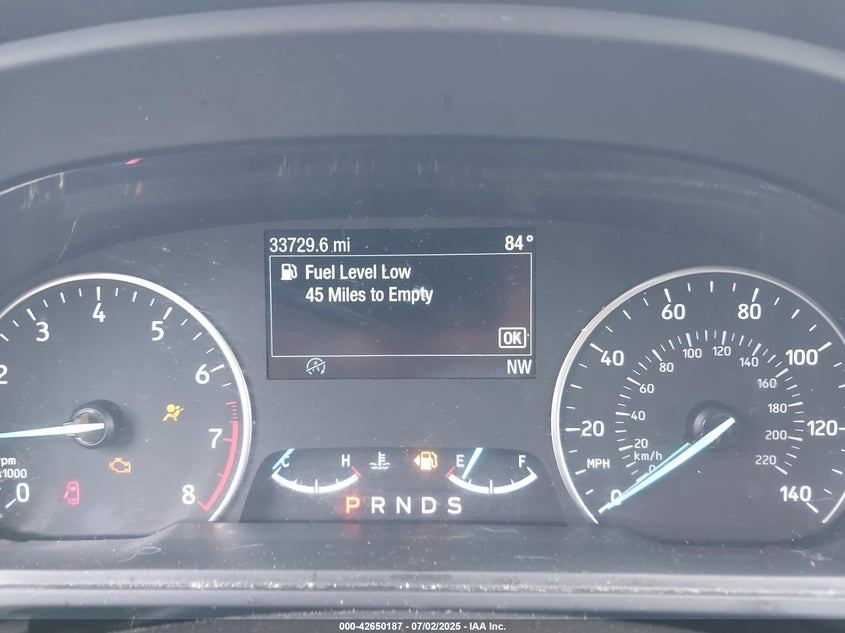 33729.6 mi 84°
Fuel Level Low
45 Miles to Empty
OK
NW
2 3 4 5 6 7 8
rpm
x1000
0
C H E F
P R N D S
0 20 40 60 80 100 120 140
MPH
km/h
0 20 40 60 80 100 120 140 160 180 200 220
000-42650187 - 07/02/2025 - IAA Inc.